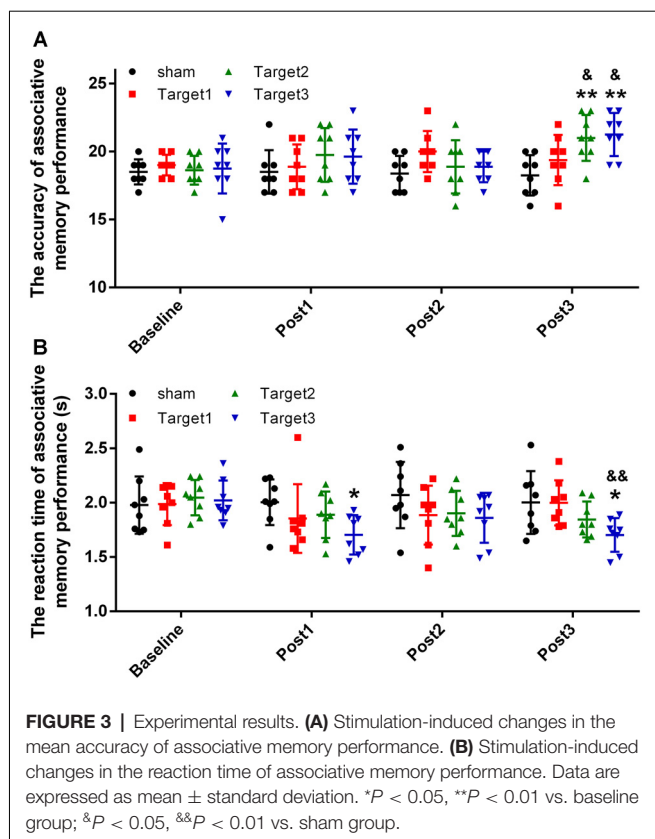 A
sham
Target2
Target1
Target3
The accuracy of associative
memory performance
25
20
15
10
&
**
&
**
Baseline
Post1
Post2
Post3
B
sham
Target2
Target1
Target3
The reaction time of associative
memory performance (s)
3.0
2.5
2.0
1.5
1.0
*
&&
*
Baseline
Post1
Post2
Post3
FIGURE 3 | Experimental results. (A) Stimulation-induced changes in the
mean accuracy of associative memory performance. (B) Stimulation-induced
changes in the reaction time of associative memory performance. Data are
expressed as mean ± standard deviation. *P < 0.05, **P < 0.01 vs. baseline
group; &P < 0.05, &&P < 0.01 vs. sham group.